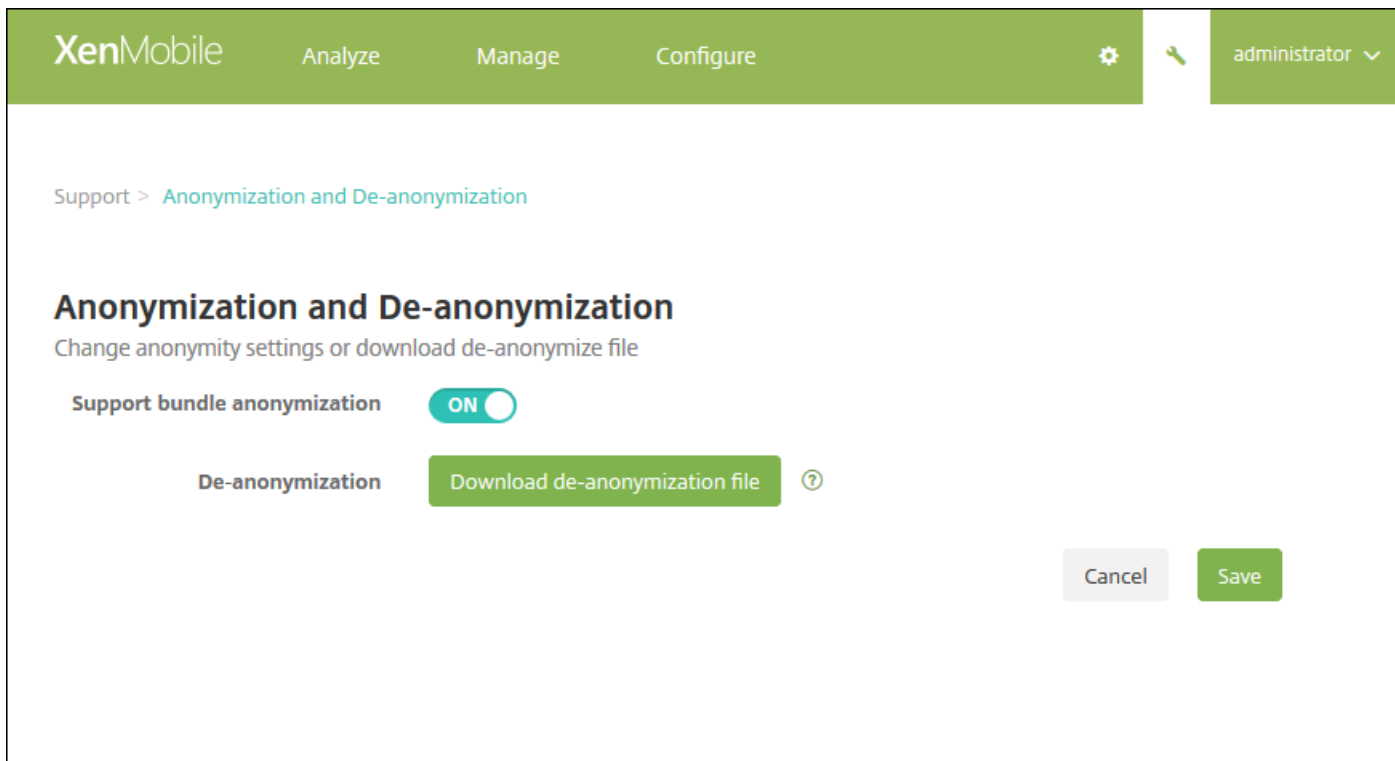 XenMobile Analyze Manage Configure administrator
Support > Anonymization and De-anonymization
Anonymization and De-anonymization
Change anonymity settings or download de-anonymize file
Support bundle anonymization ON
De-anonymization Download de-anonymization file ?
Cancel Save